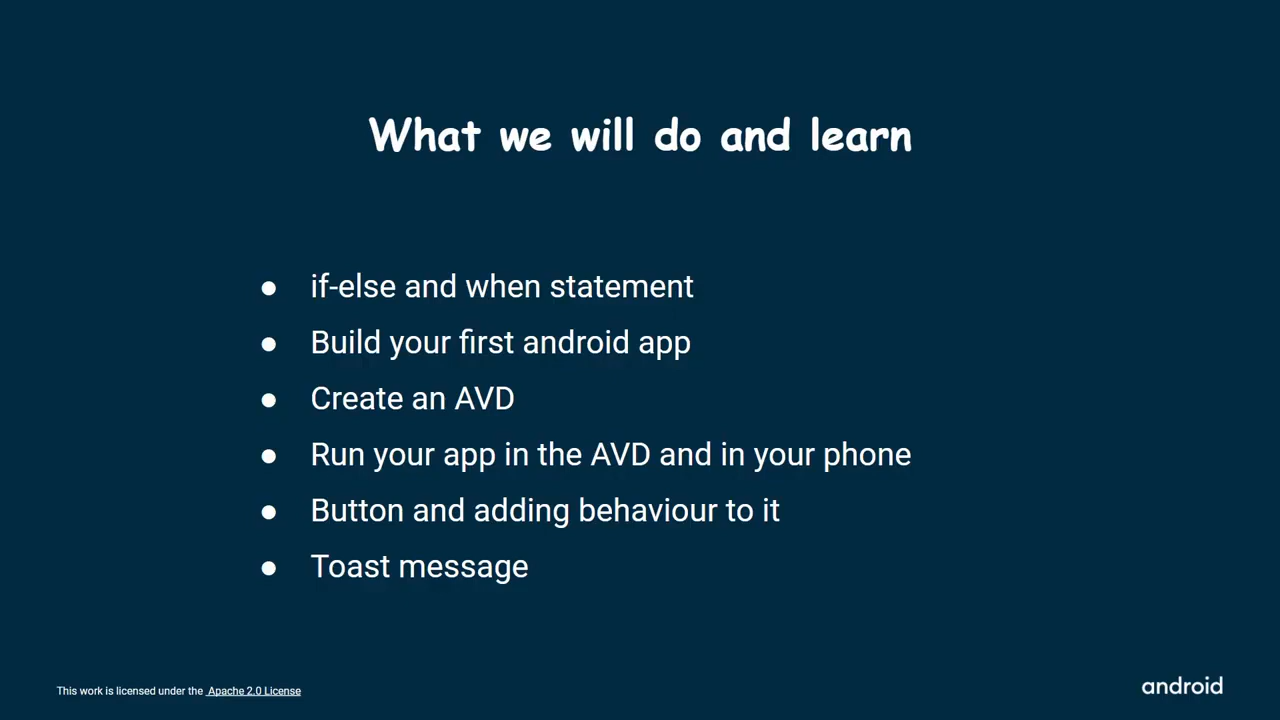 What we will do and learn
● if-else and when statement
● Build your first android app
● Create an AVD
● Run your app in the AVD and in your phone
● Button and adding behaviour to it
● Toast message
This work is licensed under the Apache 2.0 License
android